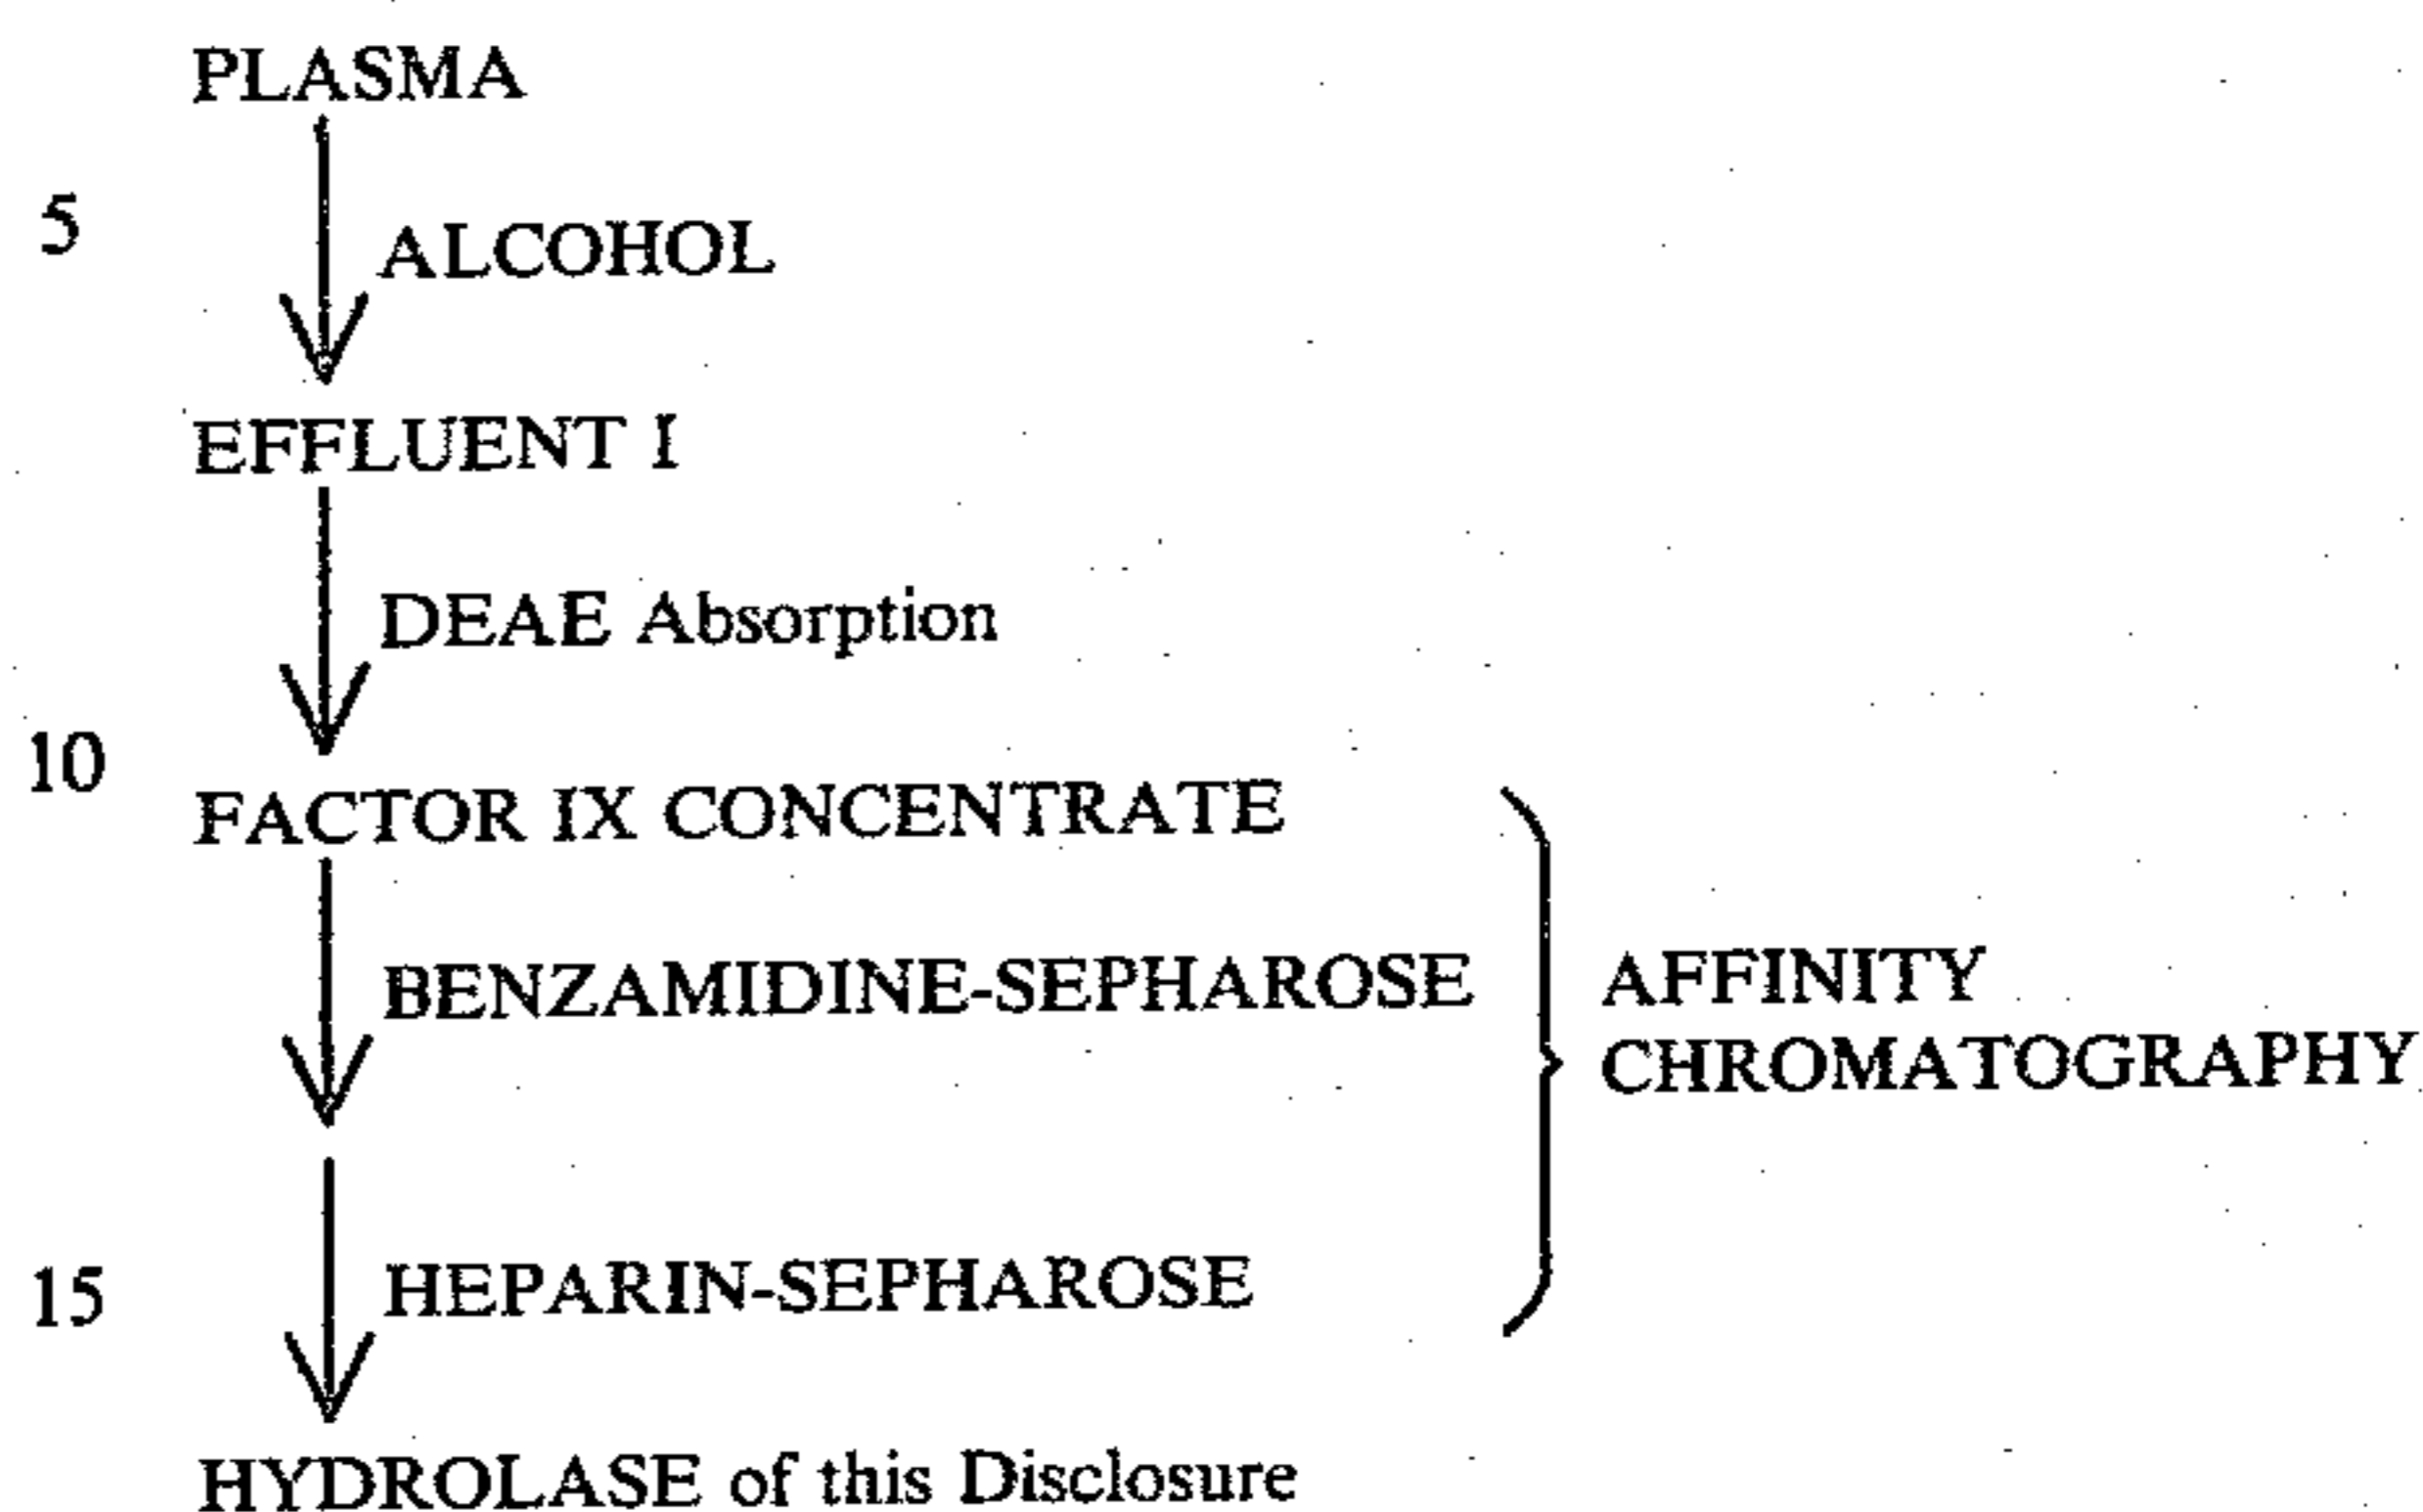 PLASMA
5
ALCOHOL
EFFLUENT I
DEAE Absorption
10
FACTOR IX CONCENTRATE
BENZAMIDINE-SEPHAROSE
AFFINITY
CHROMATOGRAPHY
15
HEPARIN-SEPHAROSE
HYDROLASE of this Disclosure